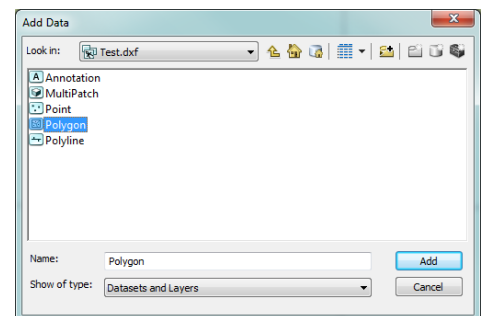 Add Data
Look in: Test.dxf
A Annotation
MultiPatch
Point
Polygon
Polyline
Name: Polygon Add
Show of type: Datasets and Layers Cancel